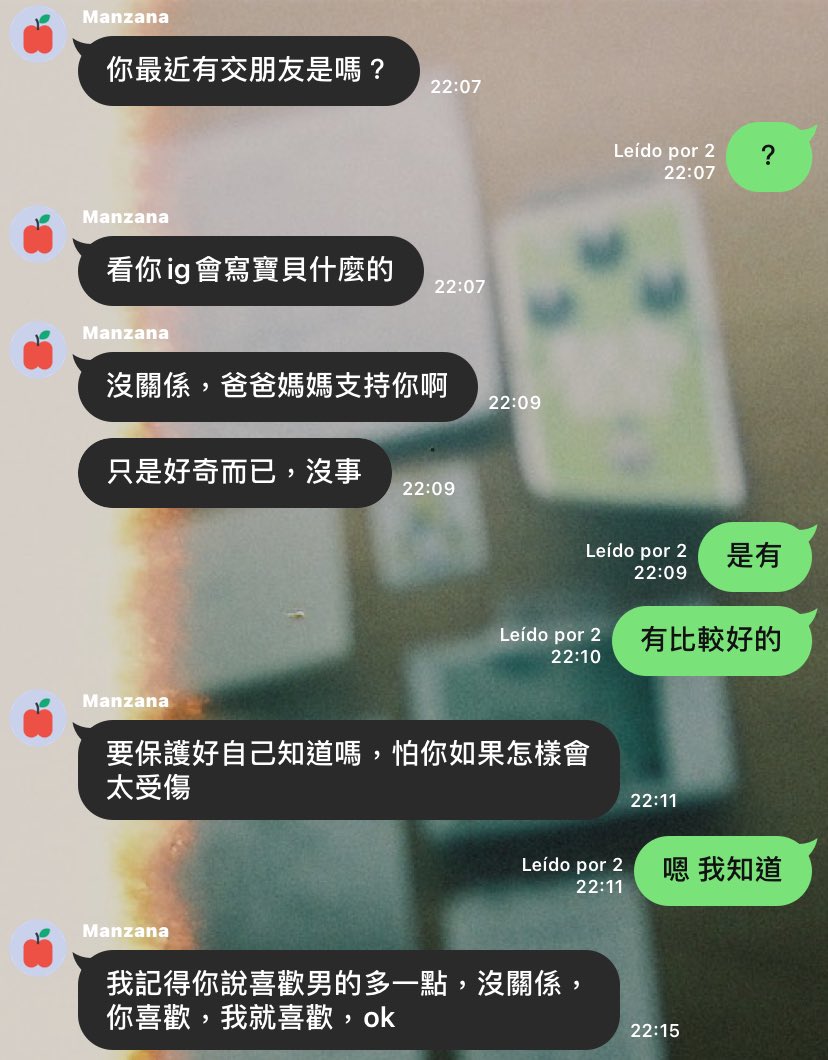 Manzana
你最近有交朋友是嗎？
22:07
Leído por 2
22:07
？
Manzana
看你ig會寫寶貝什麼的
22:07
Manzana
沒關係，爸爸媽媽支持你啊
22:09
只是好奇而已，沒事
22:09
Leído por 2
22:09
是有
Leído por 2
22:10
有比較好的
Manzana
要保護好自己知道嗎，怕你如果怎樣會
太受傷
22:11
Leído por 2
22:11
嗯 我知道
Manzana
我記得你說喜歡男的多一點，沒關係，
你喜歡，我就喜歡，ok
22:15